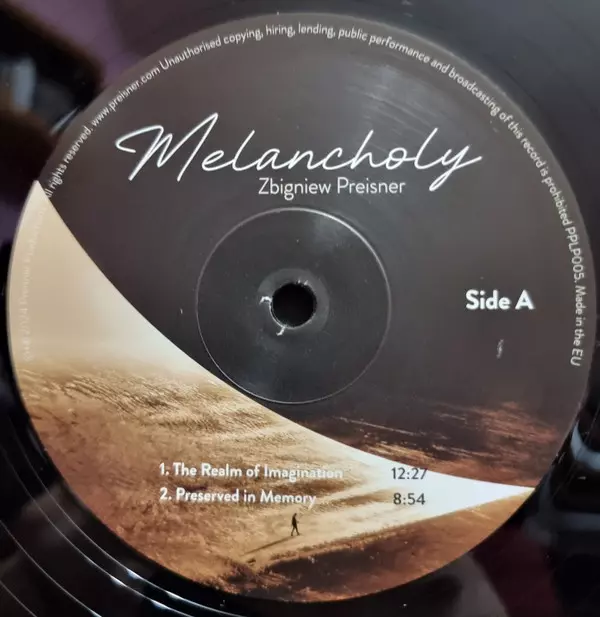 All rights reserved. www.preisner.com Unauthorised copying, hiring, lending, public performance and broadcasting of this record is prohibited PPLP005. Made in the EU
Melancholy
Zbigniew Preisner
Side A
1. The Realm of Imagination 12:27
2. Preserved in Memory 8:54